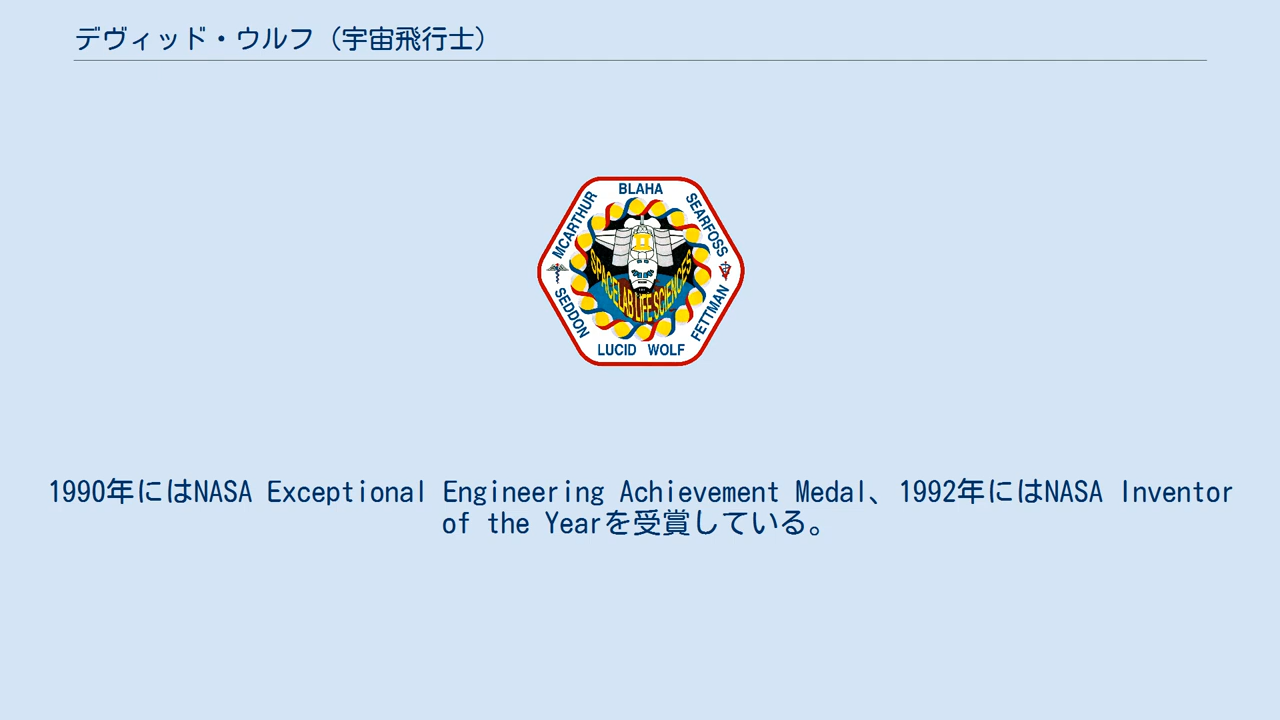 デヴィッド・ウルフ（宇宙飛行士）
BLAHA
MCARTHUR
SEARFOSS
SPACELAB LIFE SCIENCES
SEDDON
FETTMAN
LUCID WOLF
1990年にはNASA Exceptional Engineering Achievement Medal、1992年にはNASA Inventor
of the Yearを受賞している。